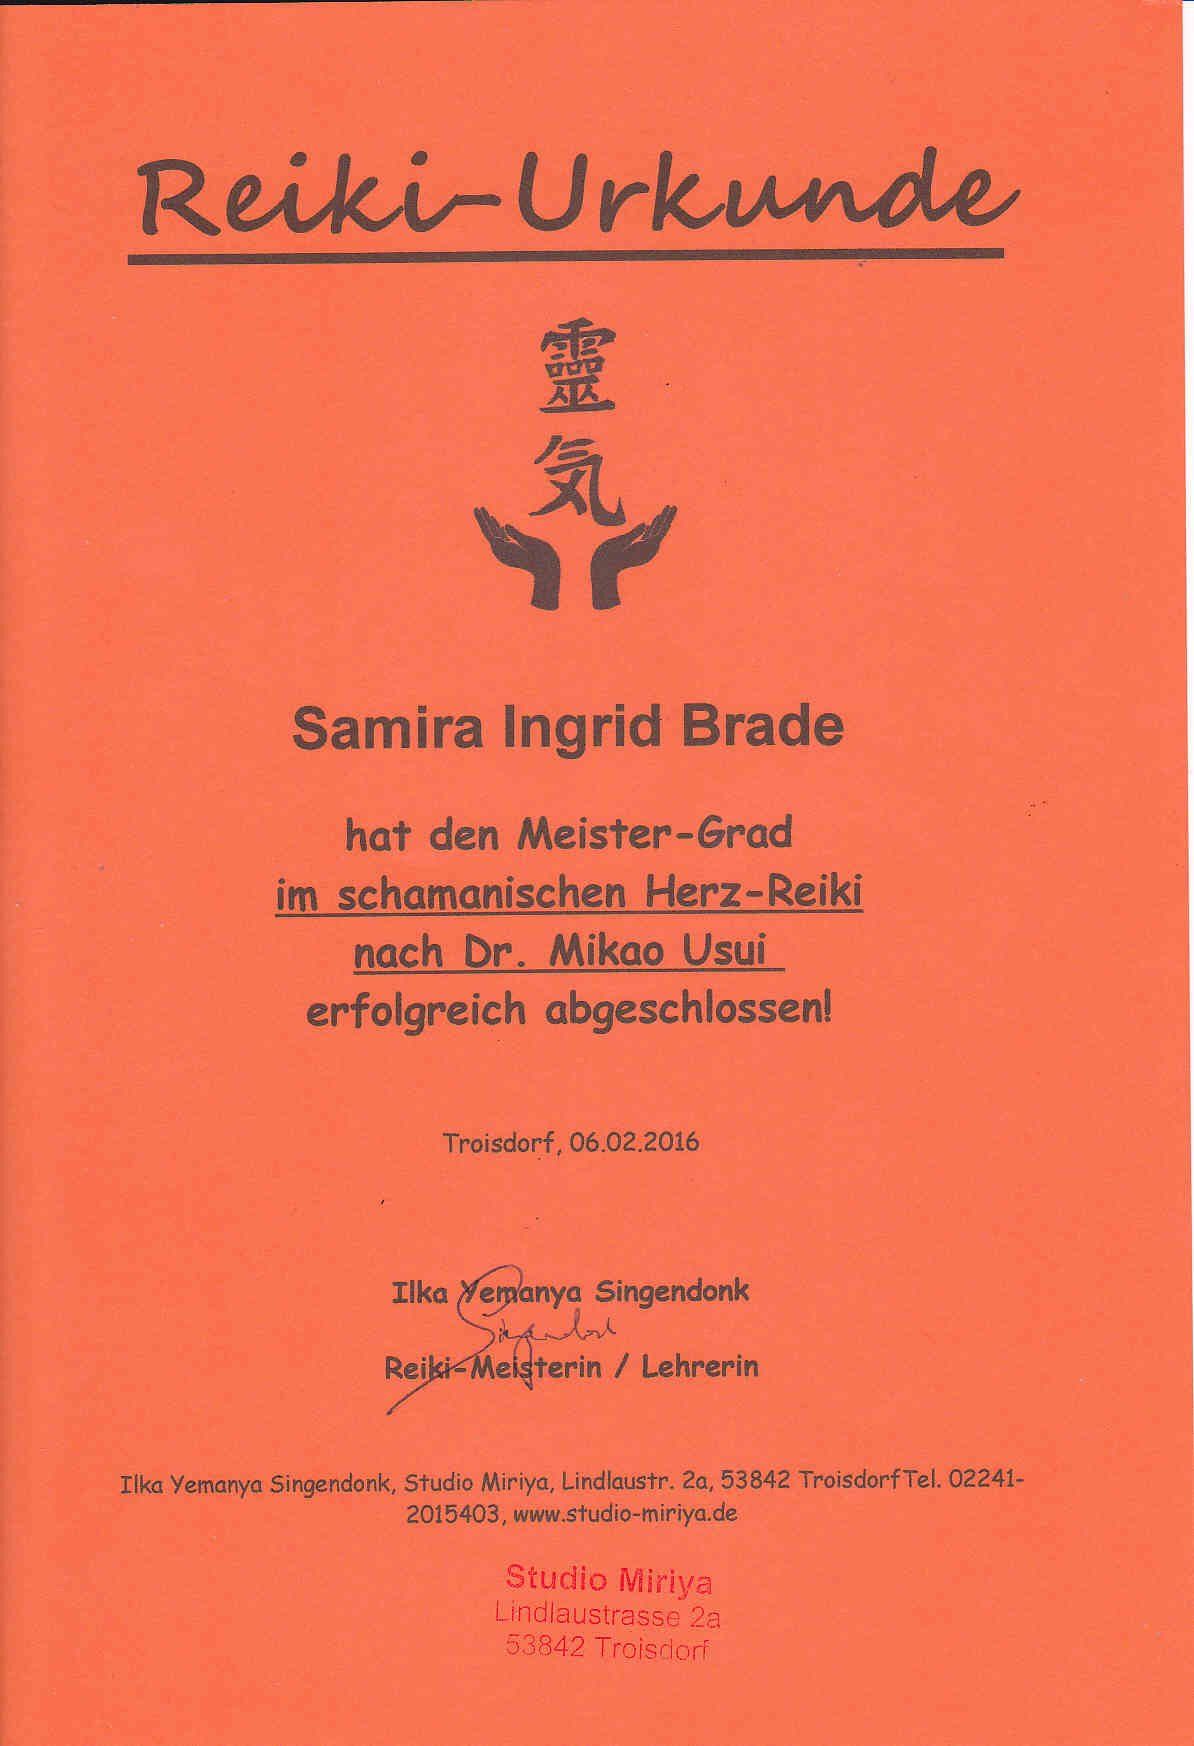 Reiki-Urkunde
靈
気
Samira Ingrid Brade
hat den Meister-Grad
im schamanischen Herz-Reiki
nach Dr. Mikao Usui
erfolgreich abgeschlossen!
Troisdorf, 06.02.2016
Ilka Yemanya Singendonk
Singendonk
Reiki-Meisterin / Lehrerin
Ilka Yemanya Singendonk, Studio Miriya, Lindlaustr. 2a, 53842 TroisdorfTel. 02241-
2015403, www.studio-miriya.de
Studio Miriya
Lindlaustrasse 2a
53842 Troisdorf